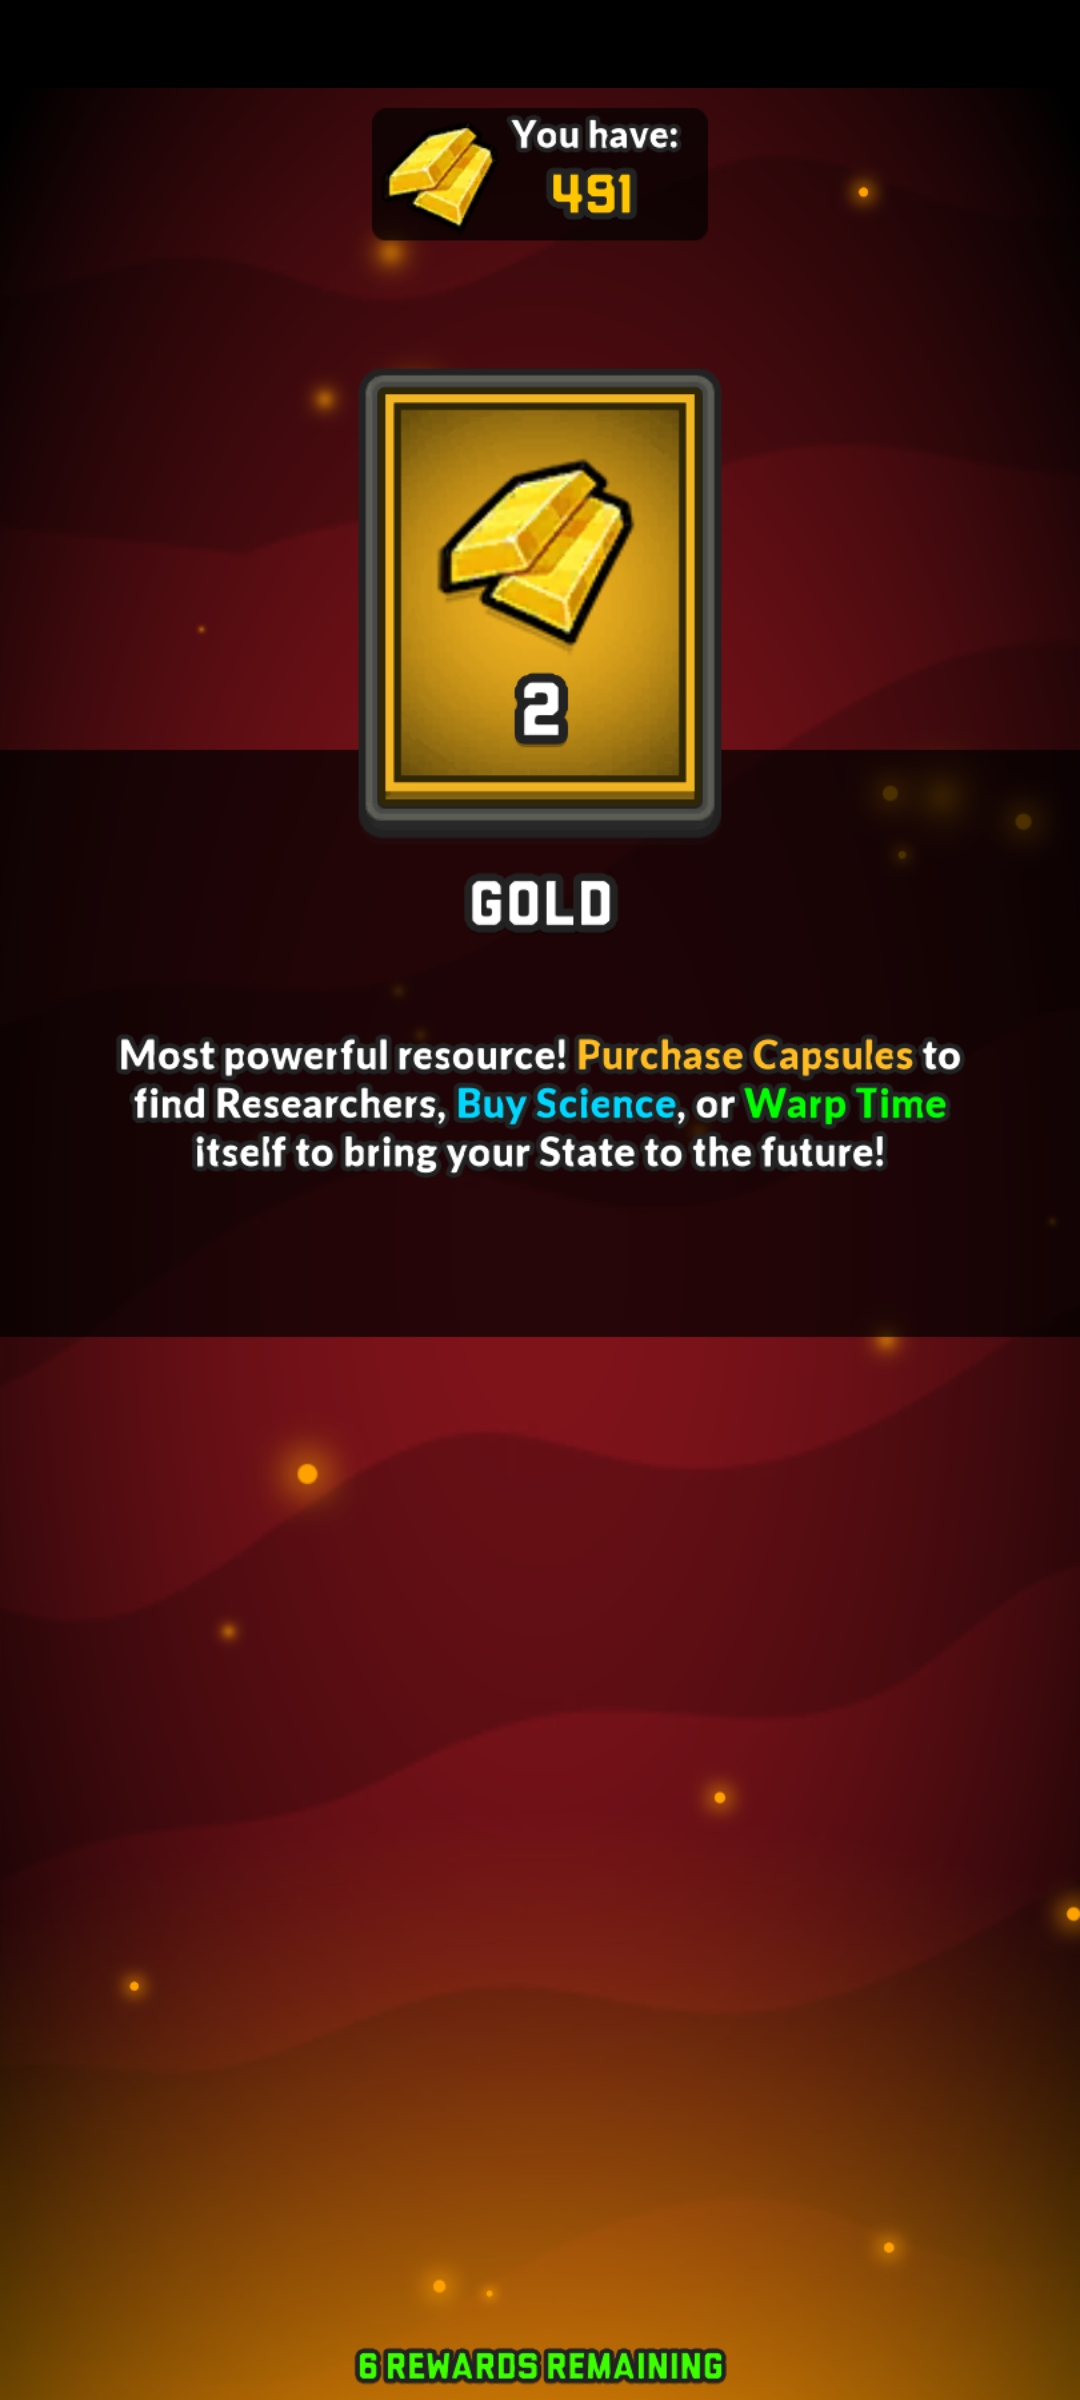 You have:
491
2
GOLD
Most powerful resource! Purchase Capsules to
find Researchers, Buy Science, or Warp Time
itself to bring your State to the future!
6 REWARDS REMAINING